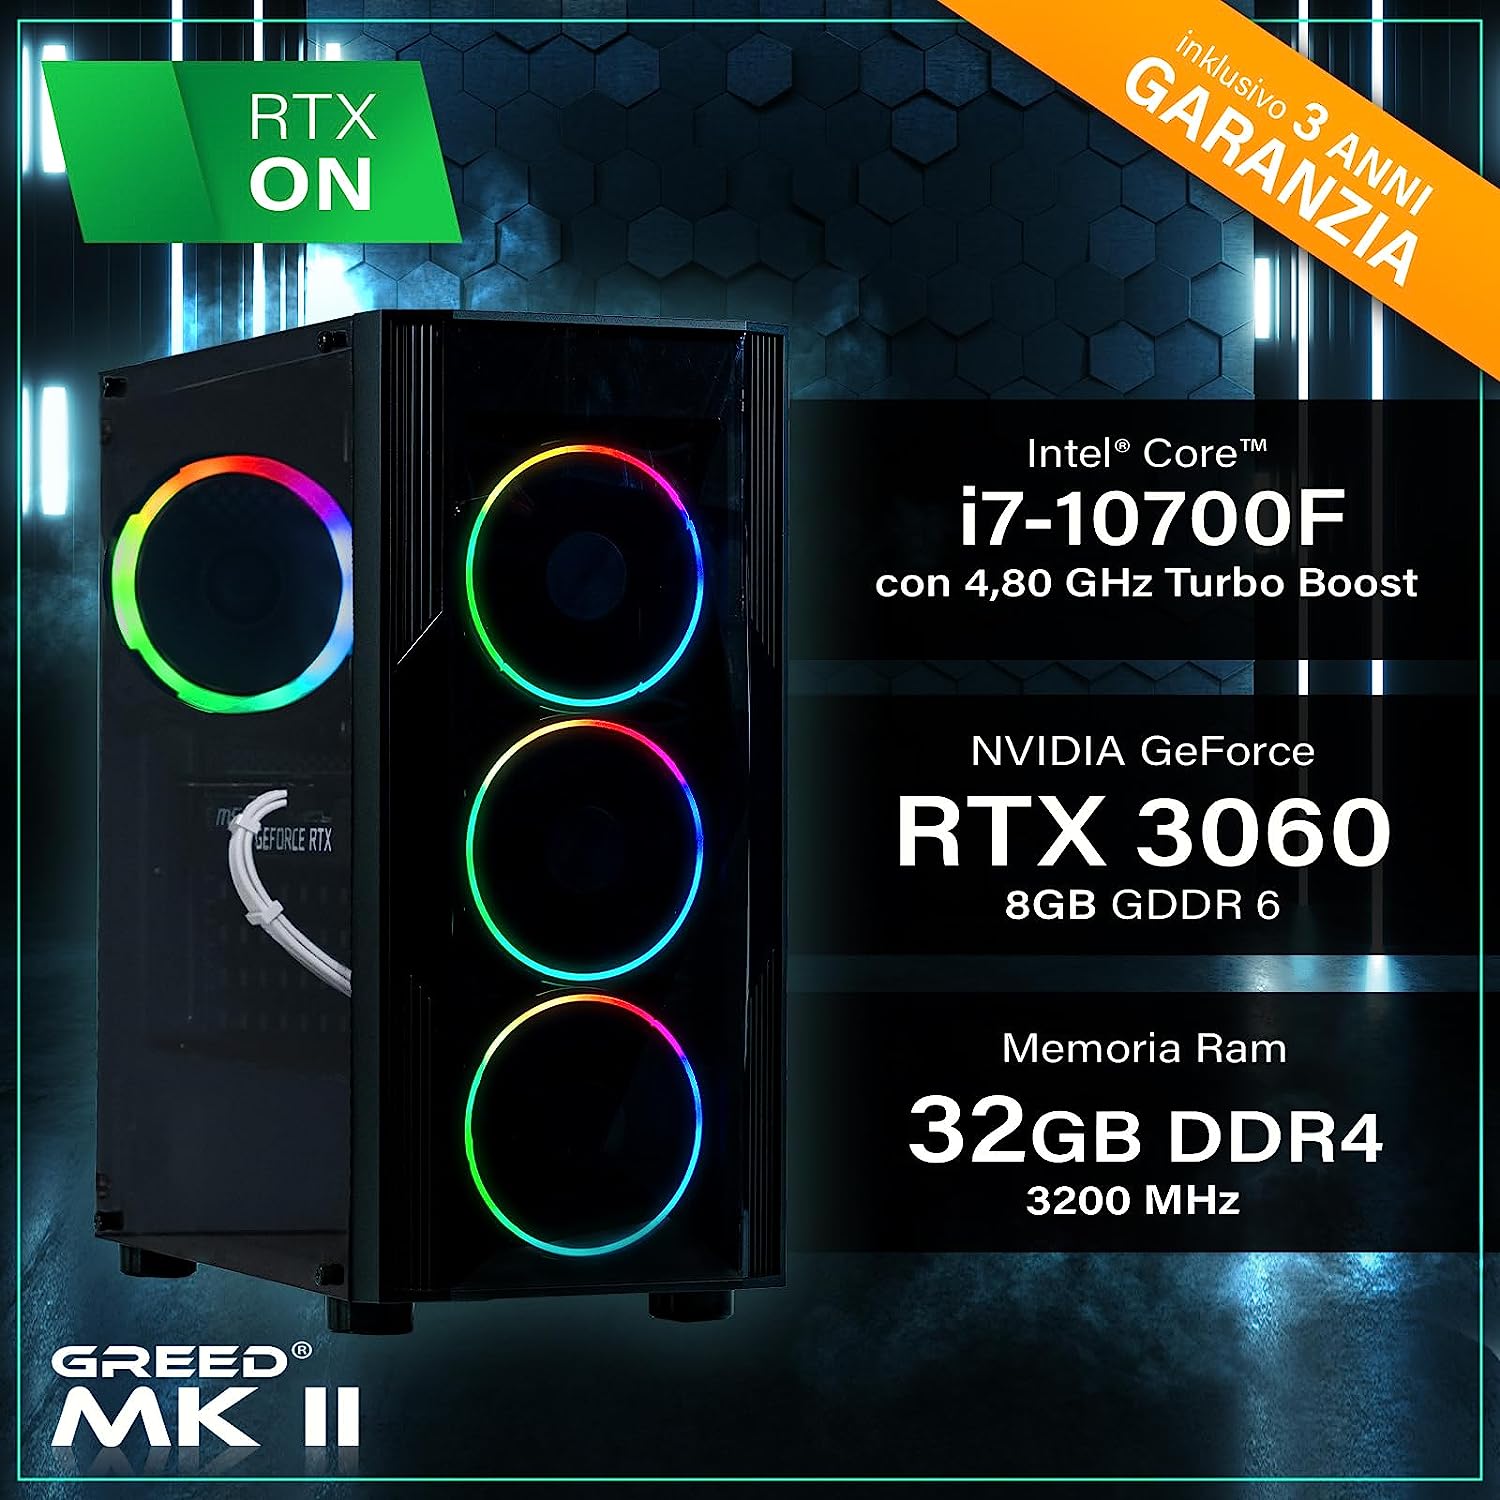 RTX
ON
inklusivo 3 ANNI
GARANZIA
Intel® Core™
i7-10700F
con 4,80 GHz Turbo Boost
NVIDIA GeForce
RTX 3060
8GB GDDR 6
GEFORCE RTX
Memoria Ram
32GB DDR4
3200 MHz
GREED®
MK II